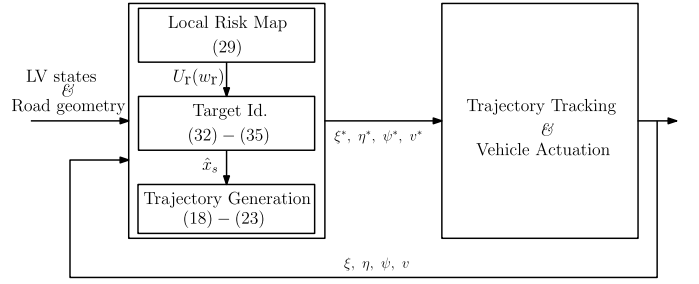 Local Risk Map
(29)
U_r(w_r)
LV states
&
Road geometry
Target Id.
(32) − (35)
x̂_s
Trajectory Generation
(18) − (23)
ξ*, η*, ψ*, v*
Trajectory Tracking
&
Vehicle Actuation
ξ, η, ψ, v